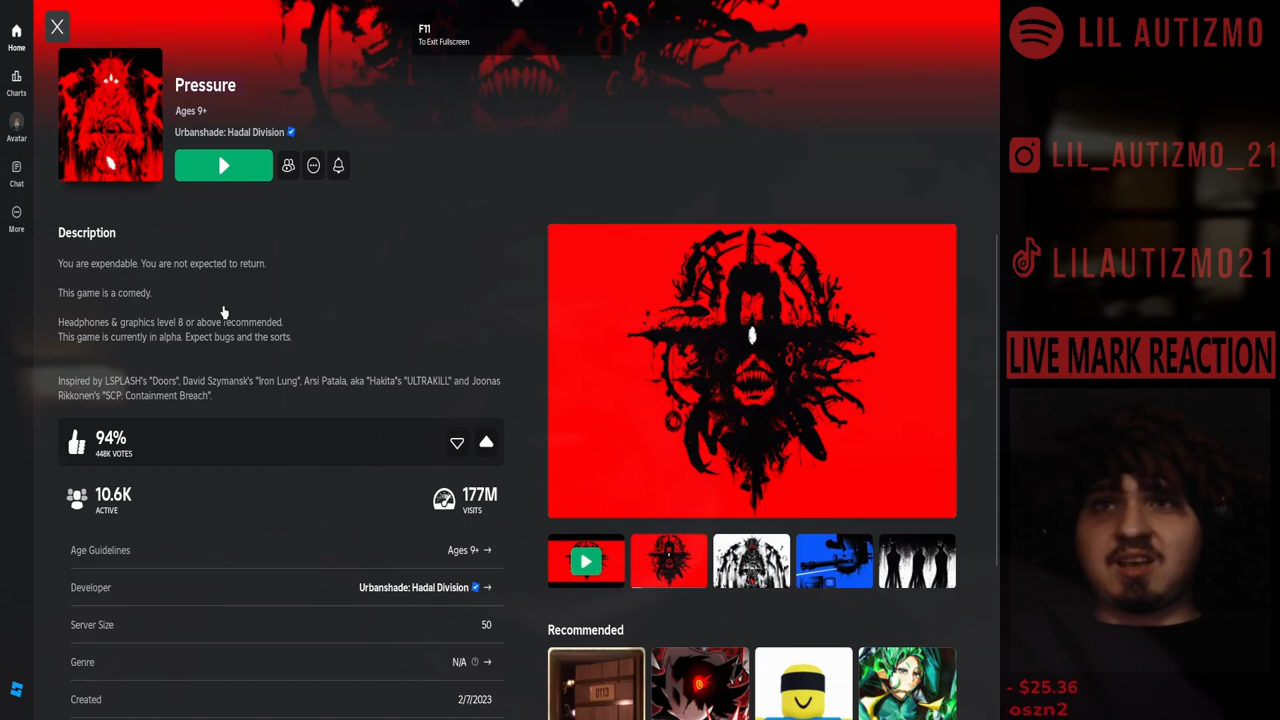 F11
To Exit Fullscreen
Home
Charts
Avatar
Chat
More
Pressure
Ages 9+
Urbanshade: Hadal Division
Description
You are expendable. You are not expected to return.
This game is a comedy.
Headphones & graphics level 8 or above recommended.
This game is currently in alpha. Expect bugs and the sorts.
Inspired by LSPLASH's "Doors", David Szymansk's "Iron Lung", Arsi Patala, aka "Hakita"s "ULTRAKILL" and Joonas
Rikkonen's "SCP: Containment Breach".
94%
448K VOTES
10.6K
ACTIVE
177M
VISITS
Age Guidelines
Ages 9+ →
Developer
Urbanshade: Hadal Division →
Server Size
50
Genre
N/A →
Created
2/7/2023
Recommended
0113
LIL AUTIZMO
LIL_AUTIZMO_21
LILAUTIZMO21
LIVE MARK REACTION
- $25.36
oszn2